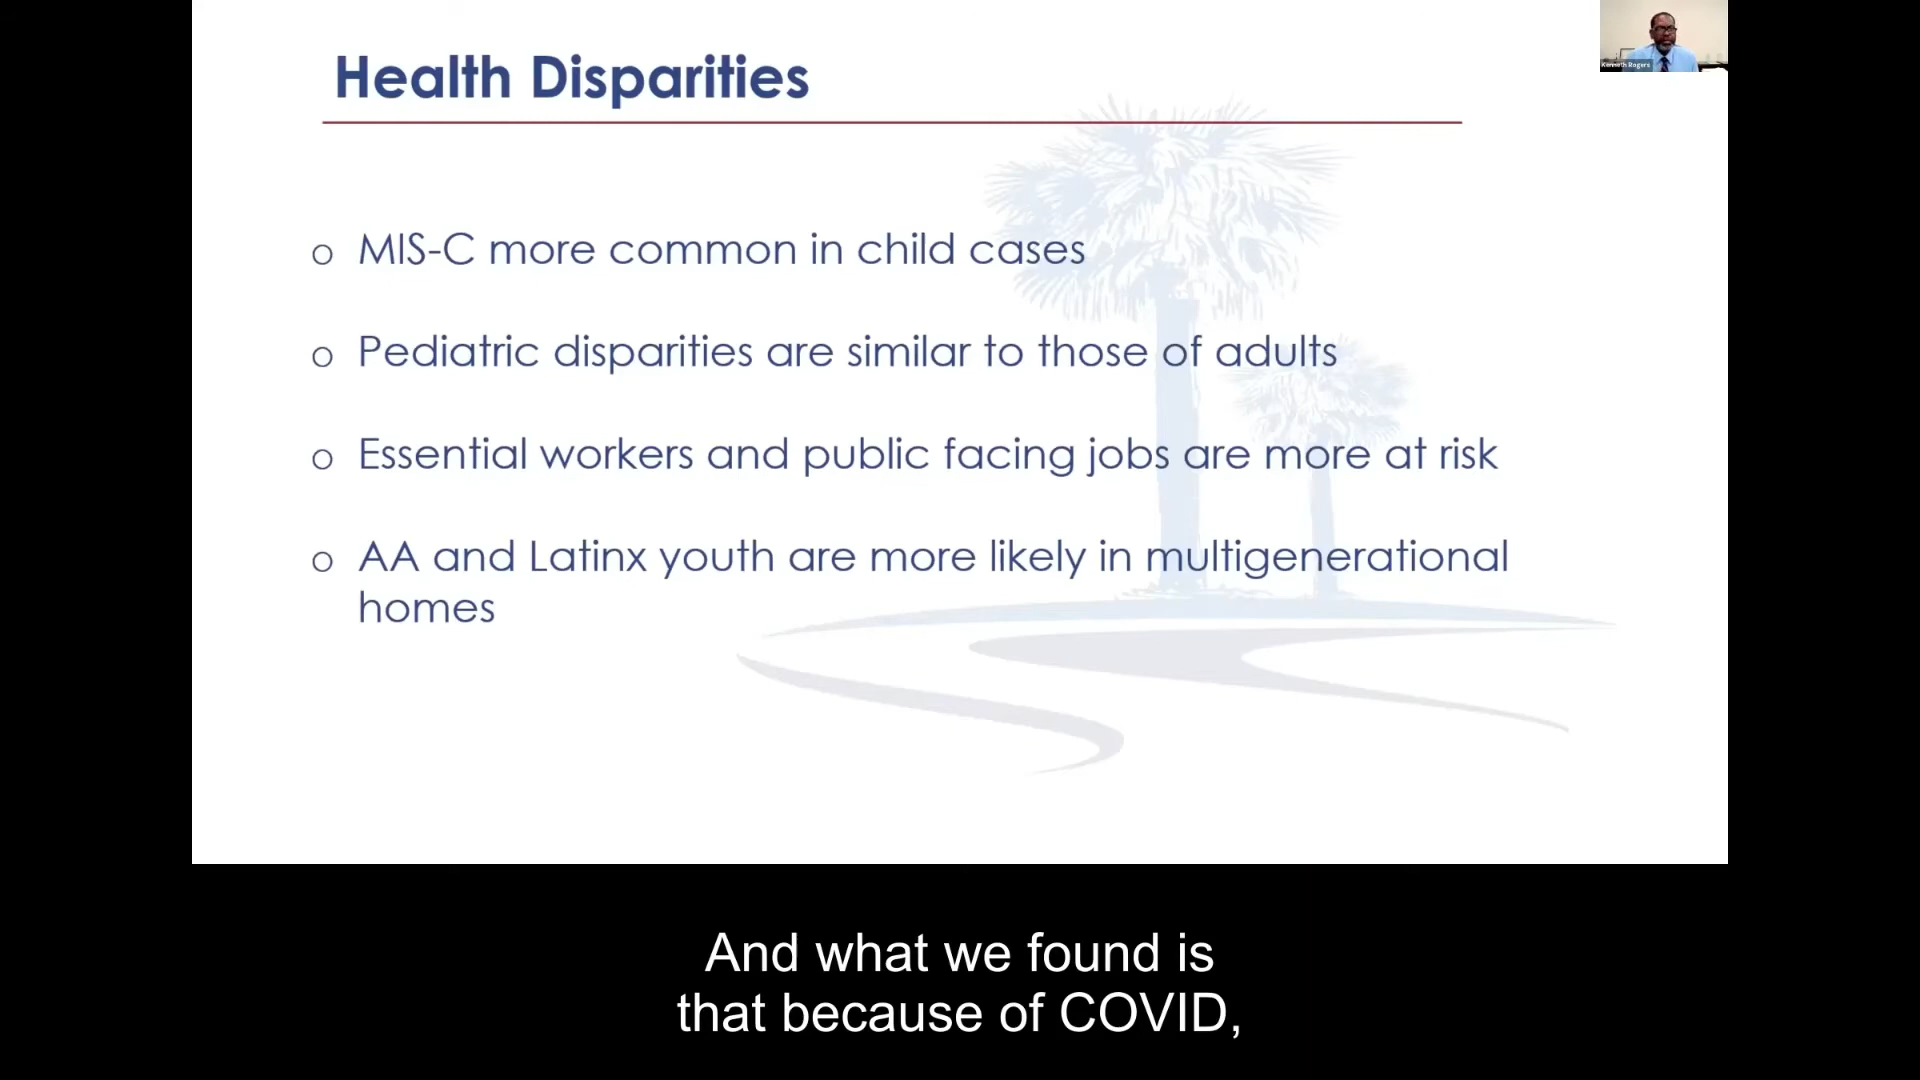 Health Disparities
Kenneth Rogers
o MIS-C more common in child cases
o Pediatric disparities are similar to those of adults
o Essential workers and public facing jobs are more at risk
o AA and Latinx youth are more likely in multigenerational
homes
And what we found is
that because of COVID,